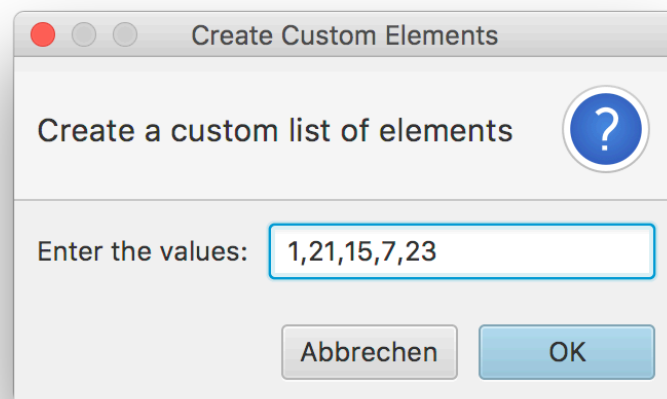 Create Custom Elements
Create a custom list of elements
?
Enter the values: 1,21,15,7,23
Abbrechen OK